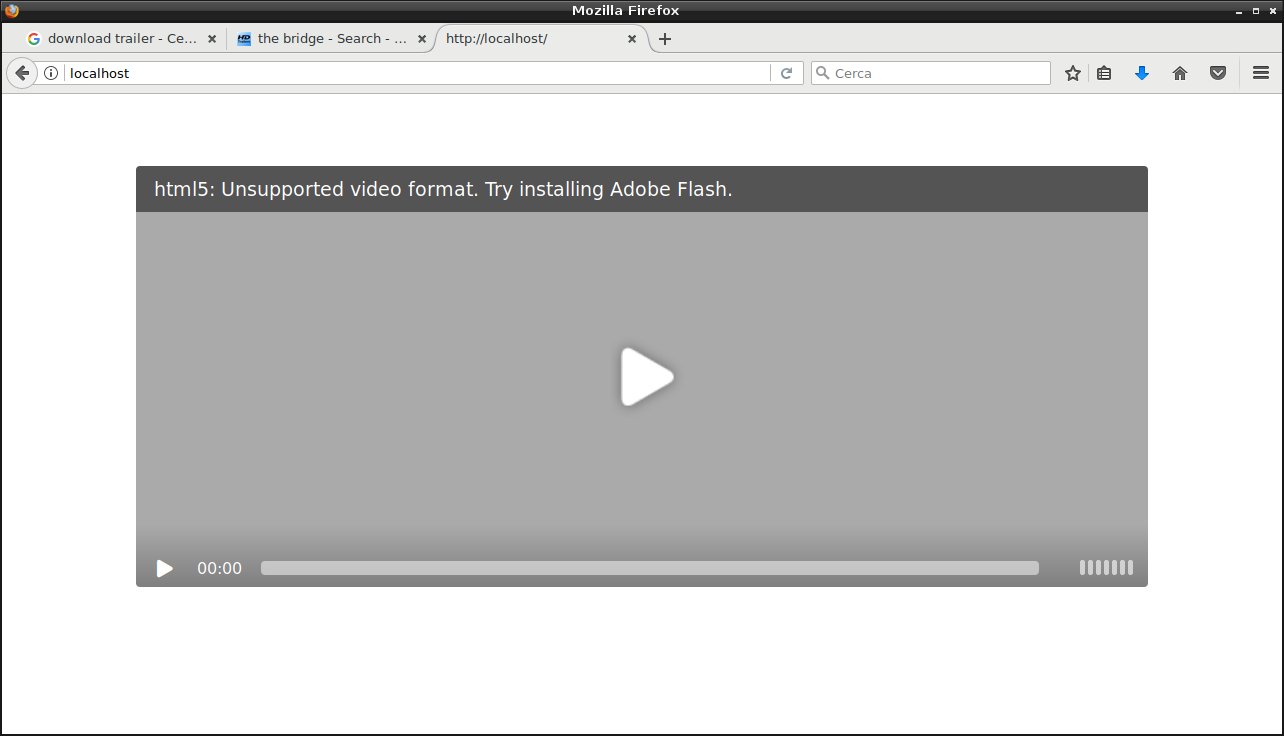 Mozilla Firefox
download trailer - Ce...
the bridge - Search - ...
http://localhost/
localhost
Cerca
html5: Unsupported video format. Try installing Adobe Flash.
00:00